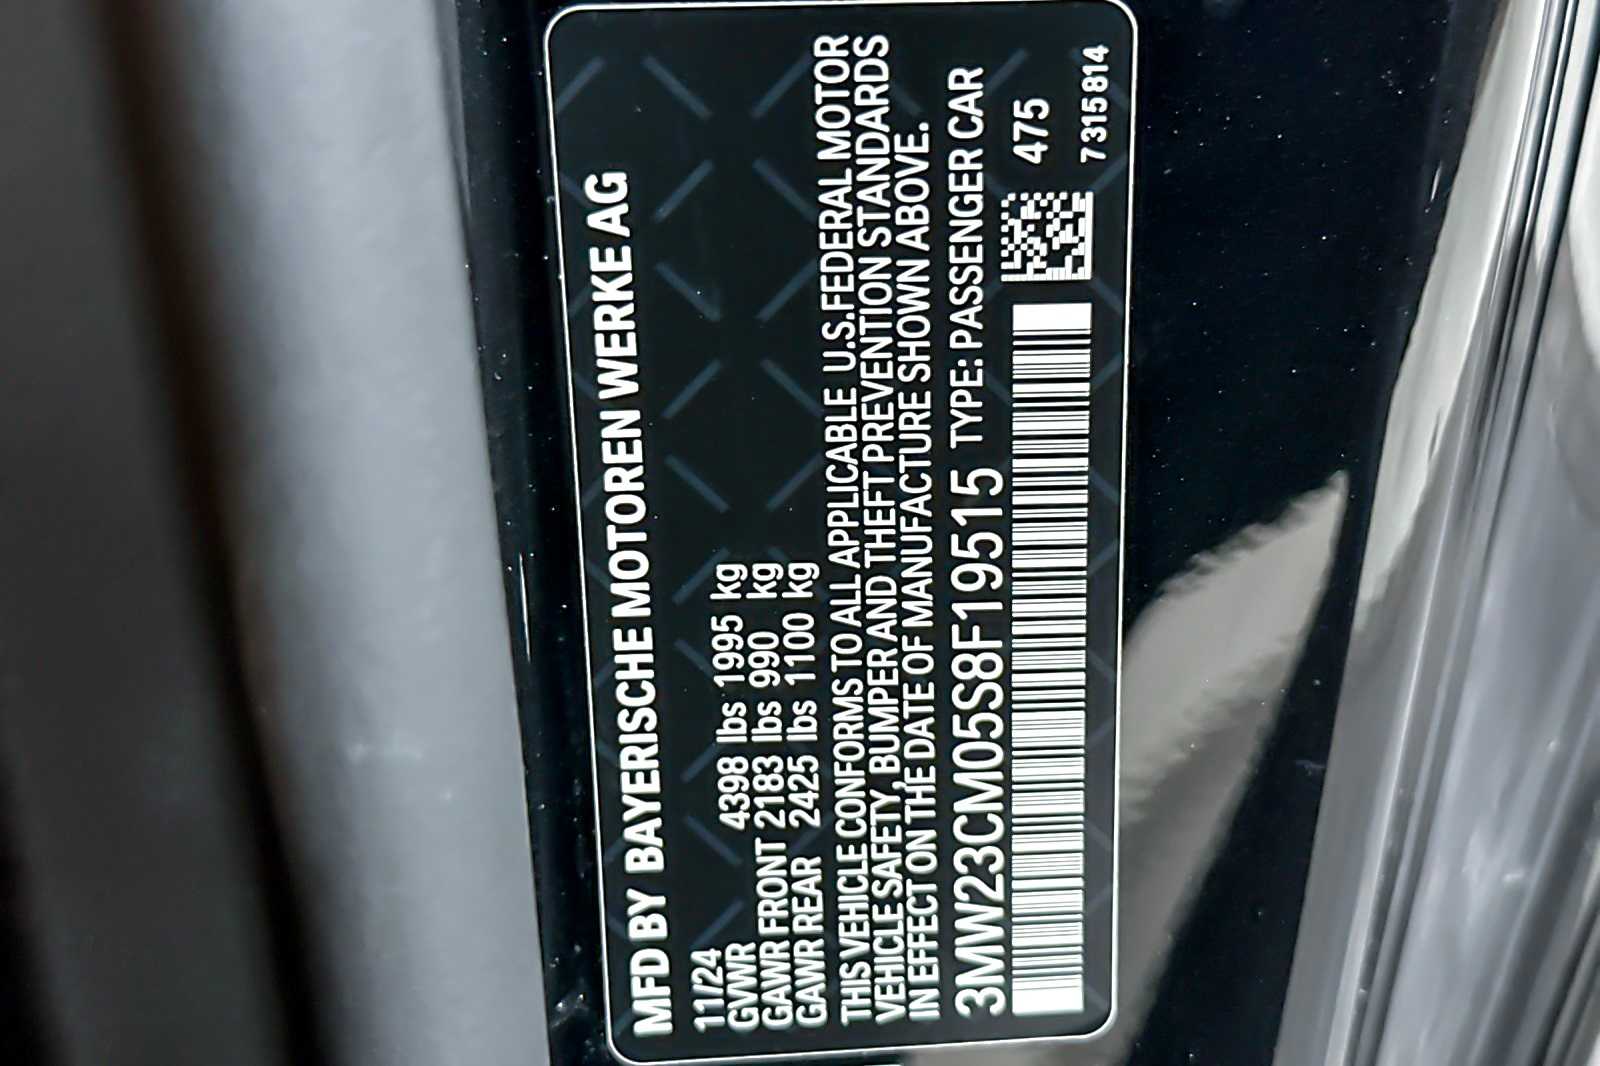 MFD BY BAYERISCHE MOTOREN WERKE AG
11/24
GVWR 4398 lbs 1995 kg
GAWR FRONT 2183 lbs 990 kg
GAWR REAR 2425 lbs 1100 kg
THIS VEHICLE CONFORMS TO ALL APPLICABLE U.S.FEDERAL MOTOR
VEHICLE SAFETY, BUMPER AND THEFT PREVENTION STANDARDS
IN EFFECT ON THE DATE OF MANUFACTURE SHOWN ABOVE.
3MW23CM05S8F19515 TYPE: PASSENGER CAR
475
7315814